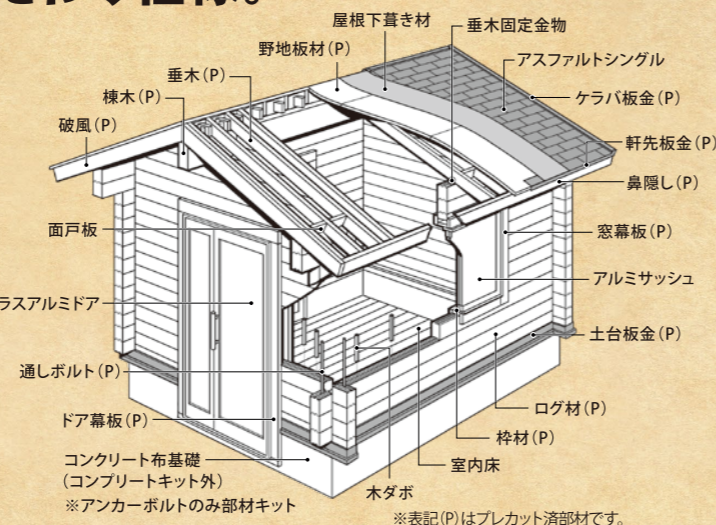 屋根下葺き材
垂木固定金物
野地板材(P)
アスファルトシングル
垂木(P)
棟木(P)
ケラバ板金(P)
破風(P)
軒先板金(P)
鼻隠し(P)
面戸板
窓幕板(P)
アルミサッシュ
ラスアルミドア
土台板金(P)
通しボルト(P)
ログ材(P)
ドア幕板(P)
枠材(P)
コンクリート布基礎
(コンプリートキット外)
室内床
木ダボ
※アンカーボルトのみ部材キット
※表記(P)はプレカット済部材です。